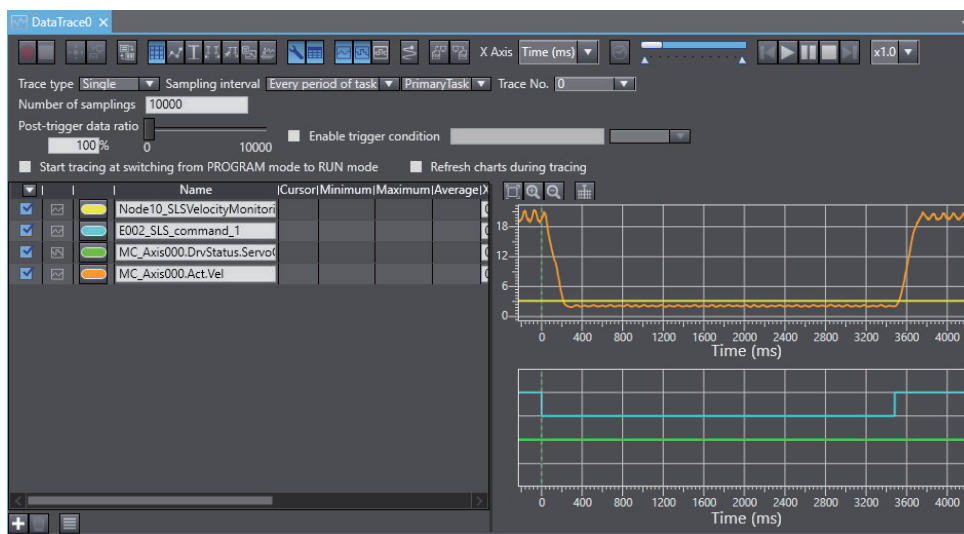 DataTrace0
X Axis Time (ms) x1.0
Trace type Single Sampling interval Every period of task PrimaryTask Trace No. 0
Number of samplings 10000
Post-trigger data ratio
Enable trigger condition
100 % 0 10000
Start tracing at switching from PROGRAM mode to RUN mode Refresh charts during tracing
Name Cursor Minimum Maximum Average X
Node10_SLSVelocityMonitori
E002_SLS_command_1
MC_Axis000.DrvStatus.Servo
MC_Axis000.Act.Vel
18
12
6
0
0 400 800 1200 1600 2000 2400 2800 3200 3600 4000
Time (ms)
0 400 800 1200 1600 2000 2400 2800 3200 3600 4000
Time (ms)